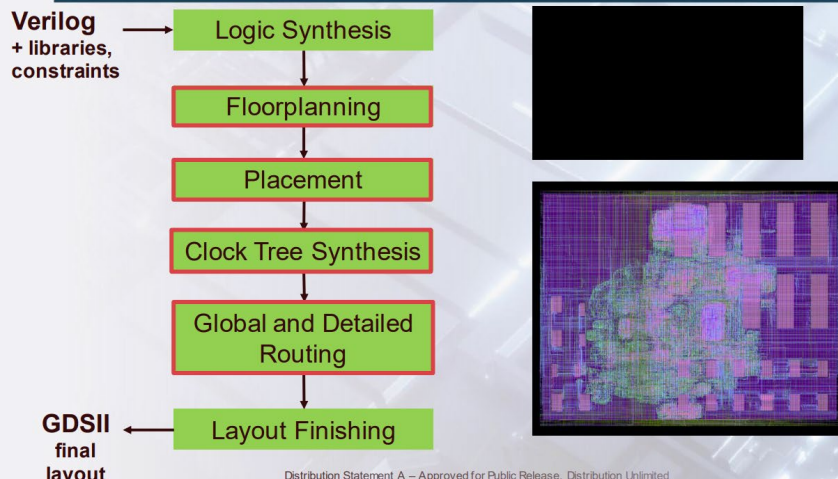 Verilog
+ libraries,
constraints
Logic Synthesis
Floorplanning
Placement
Clock Tree Synthesis
Global and Detailed
Routing
Layout Finishing
GDSII
final
layout
Distribution Statement A – Approved for Public Release, Distribution Unlimited